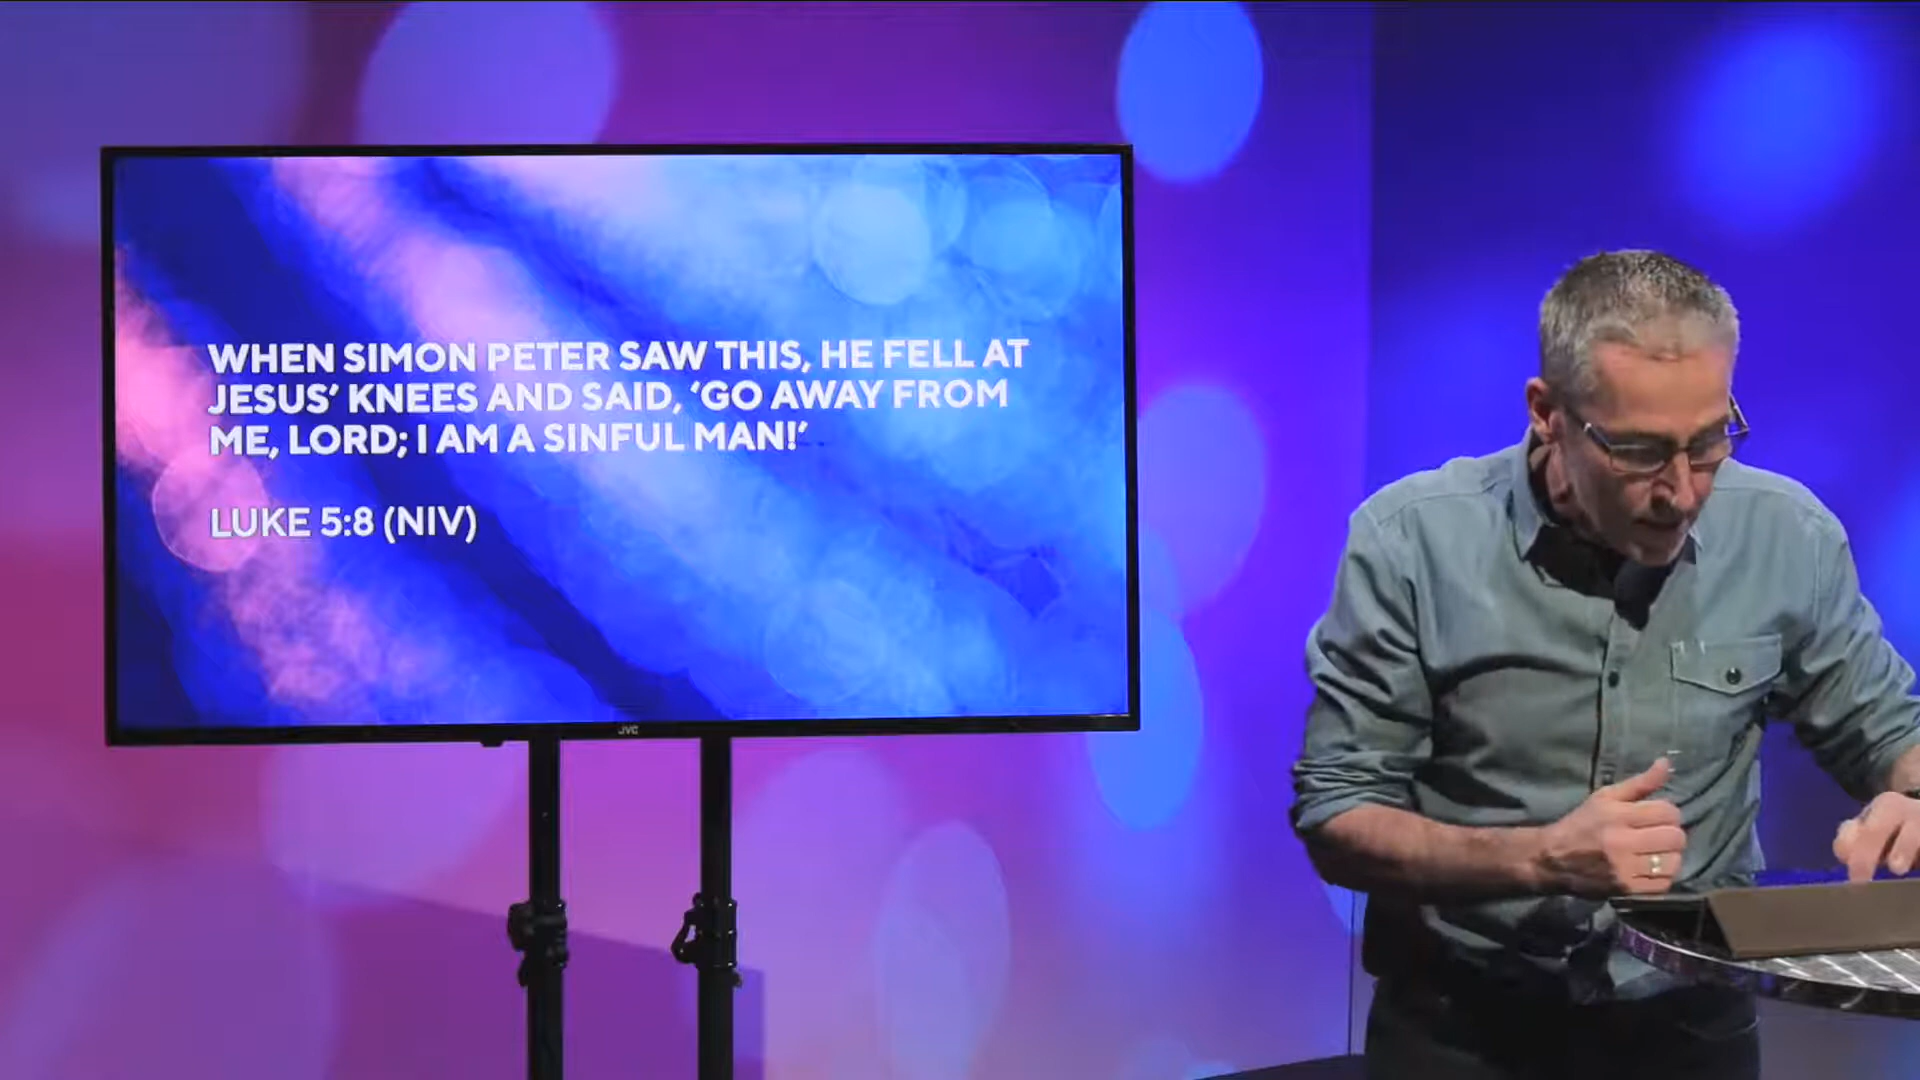 WHEN SIMON PETER SAW THIS, HE FELL AT
JESUS’ KNEES AND SAID, ‘GO AWAY FROM
ME, LORD; I AM A SINFUL MAN!’
LUKE 5:8 (NIV)
JVC